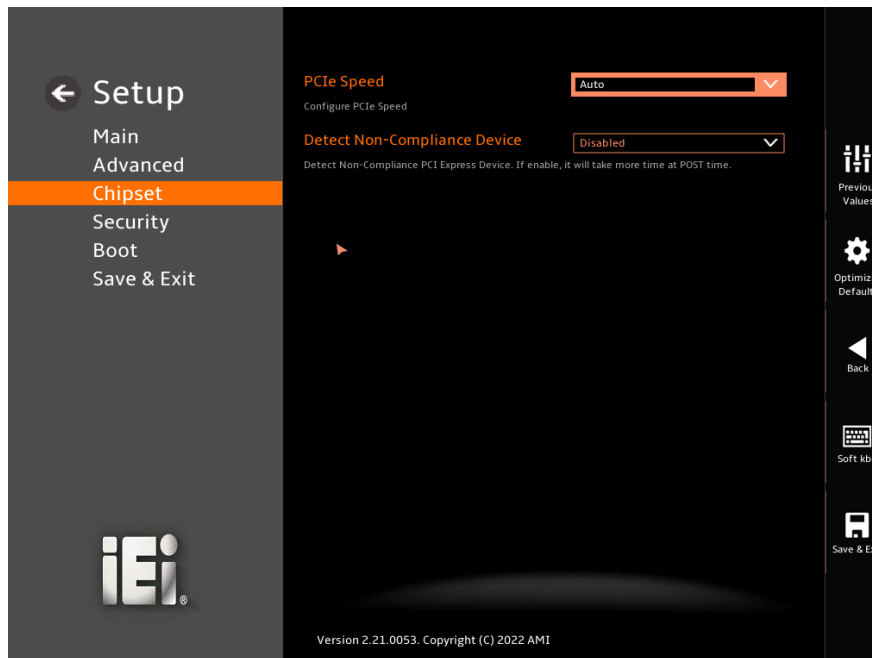 Setup
Main
Advanced
Chipset
Security
Boot
Save & Exit
PCIe Speed
Auto
Configure PCIe Speed
Detect Non-Compliance Device
Disabled
Detect Non-Compliance PCI Express Device. If enable, it will take more time at POST time.
Previou
Values
Optimiz
Default
Back
Soft kb
Save & E
iEi®
Version 2.21.0053. Copyright (C) 2022 AMI